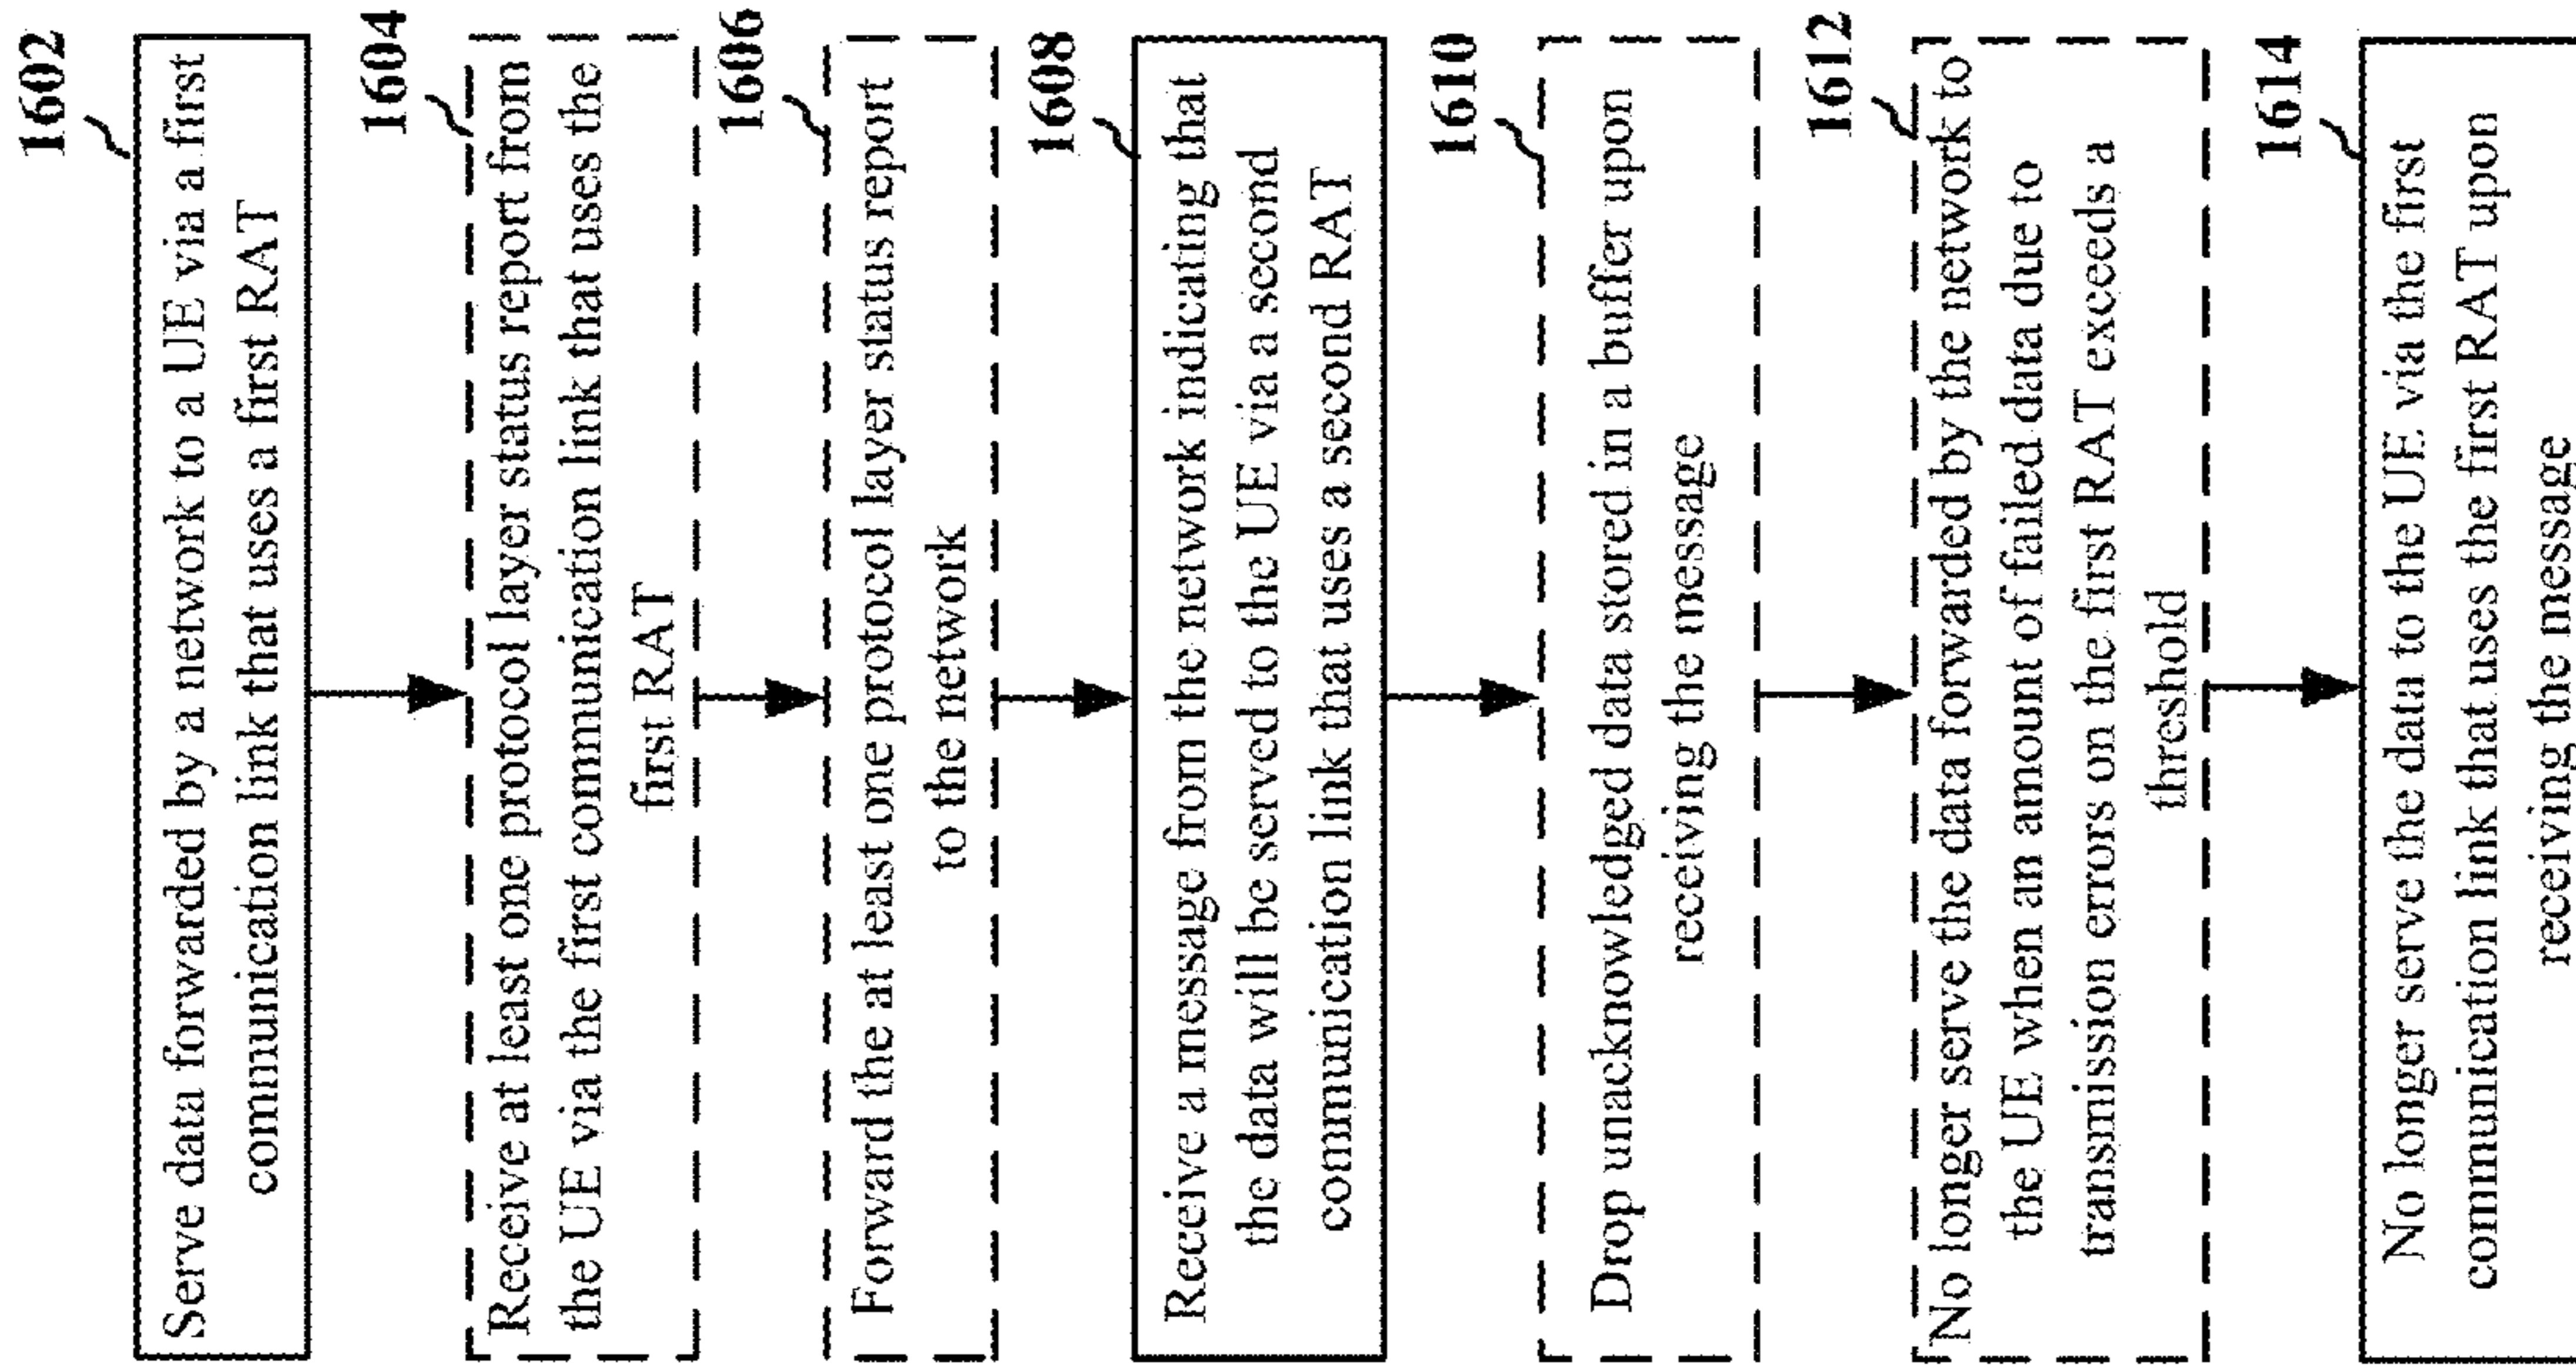 1602
Serve data forwarded by a network to a UE via a first
communication link that uses a first RAT
1604
Receive at least one protocol layer status report from
the UE via the first communication link that uses the
first RAT
1606
Forward the at least one protocol layer status report
to the network
1608
Receive a message from the network indicating that
the data will be served to the UE via a second
communication link that uses a second RAT
1610
Drop unacknowledged data stored in a buffer upon
receiving the message
1612
No longer serve the data forwarded by the network to
the UE when an amount of failed data due to
transmission errors on the first RAT exceeds a
threshold
1614
No longer serve the data to the UE via the first
communication link that uses the first RAT upon
receiving the message